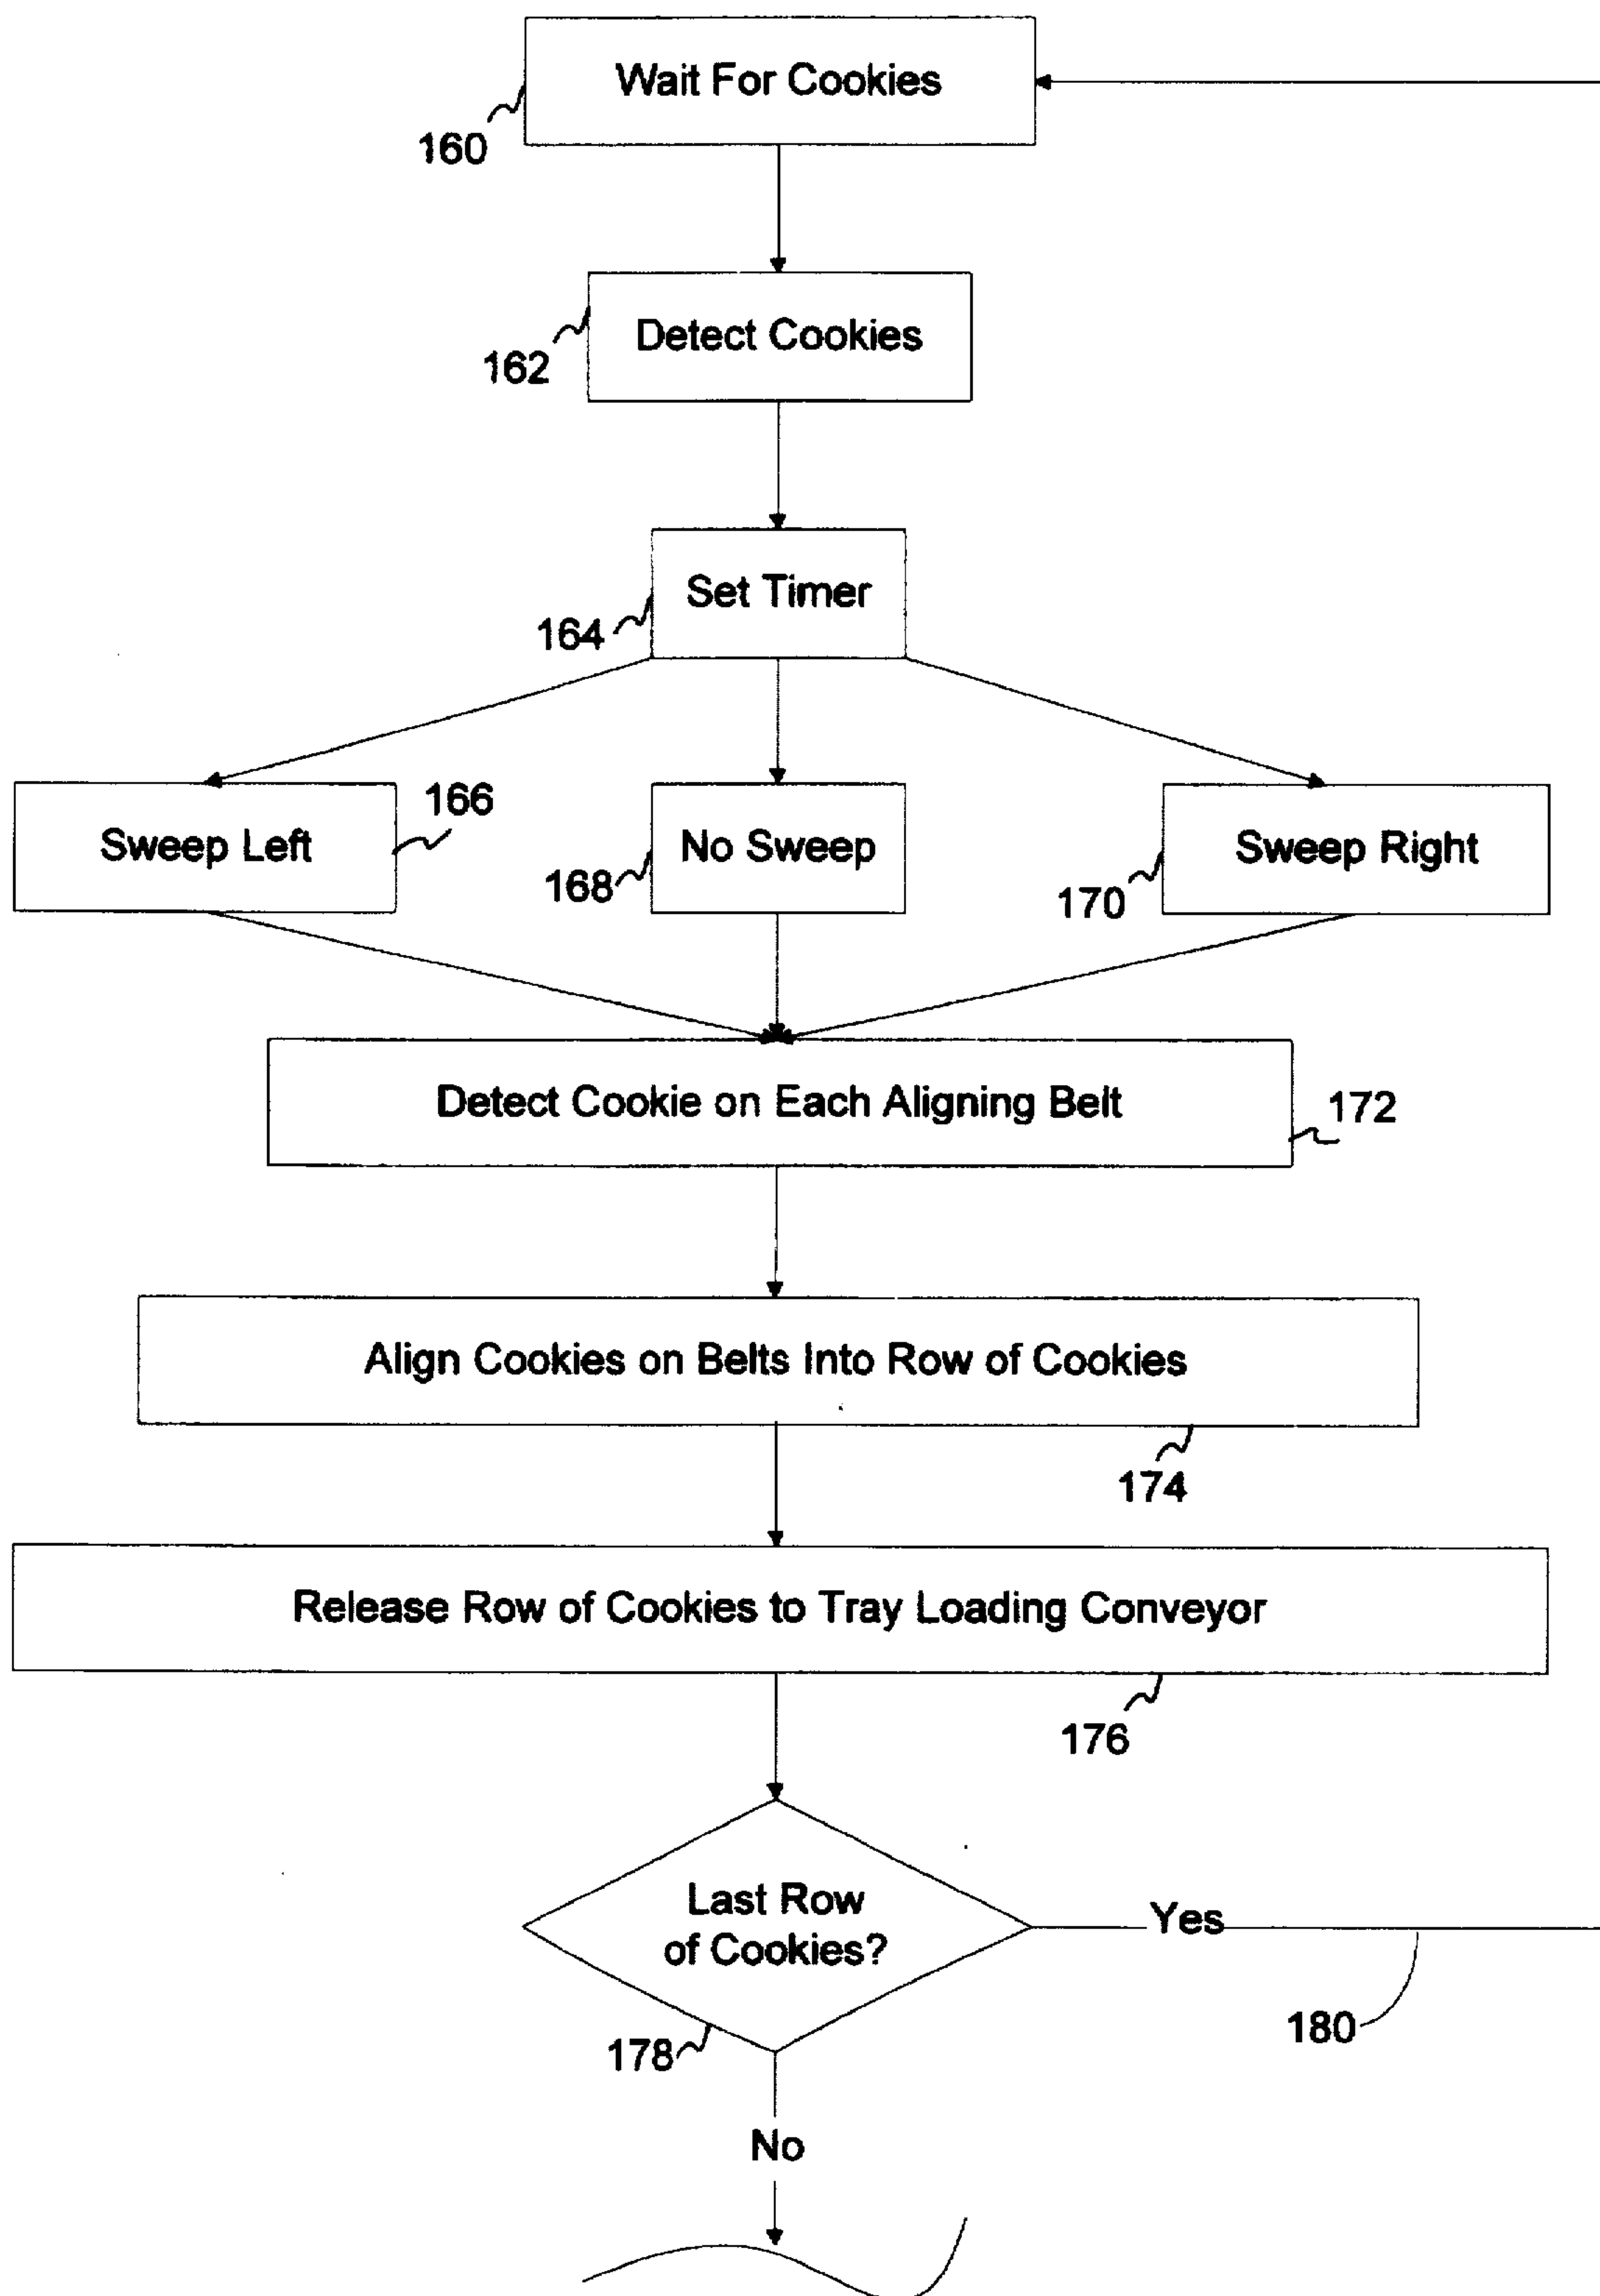 Wait For Cookies
160
Detect Cookies
162
Set Timer
164
Sweep Left
166
No Sweep
168
Sweep Right
170
Detect Cookie on Each Aligning Belt
172
Align Cookies on Belts Into Row of Cookies
174
Release Row of Cookies to Tray Loading Conveyor
176
Last Row
of Cookies?
Yes
178
180
No